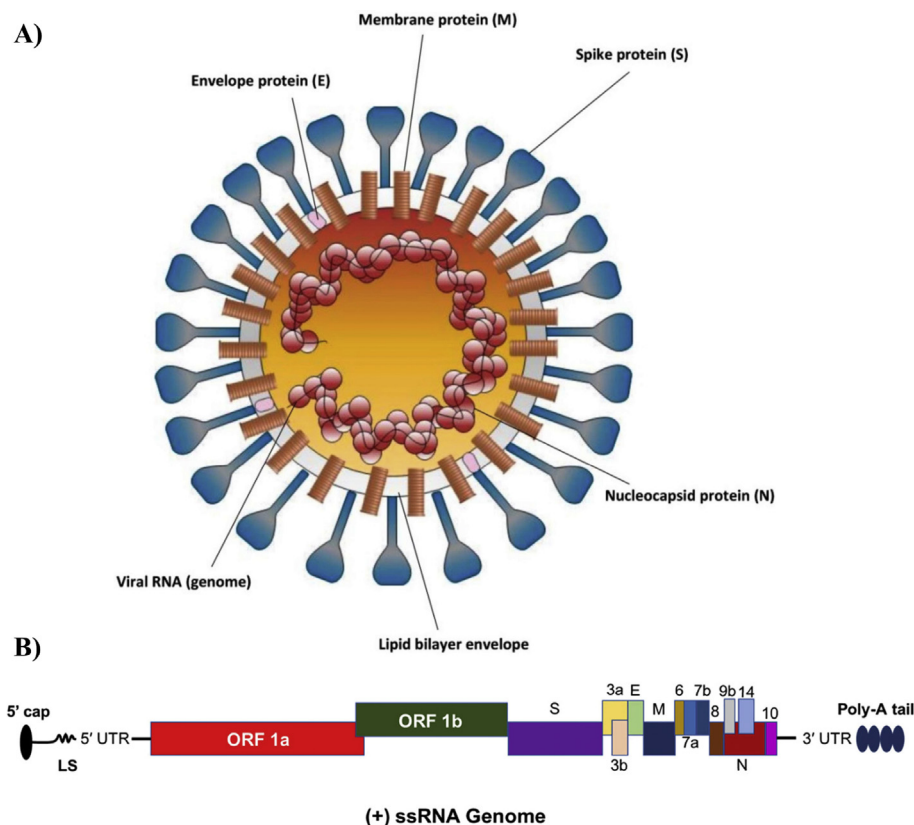 A)
Membrane protein (M)
Spike protein (S)
Envelope protein (E)
Nucleocapsid protein (N)
Viral RNA (genome)
Lipid bilayer envelope
B)
5′ cap
LS
5′ UTR
ORF 1a
ORF 1b
S
3a
E
3b
M
6
7b
7a
8
9b
14
N
10
3′ UTR
Poly-A tail
(+) ssRNA Genome